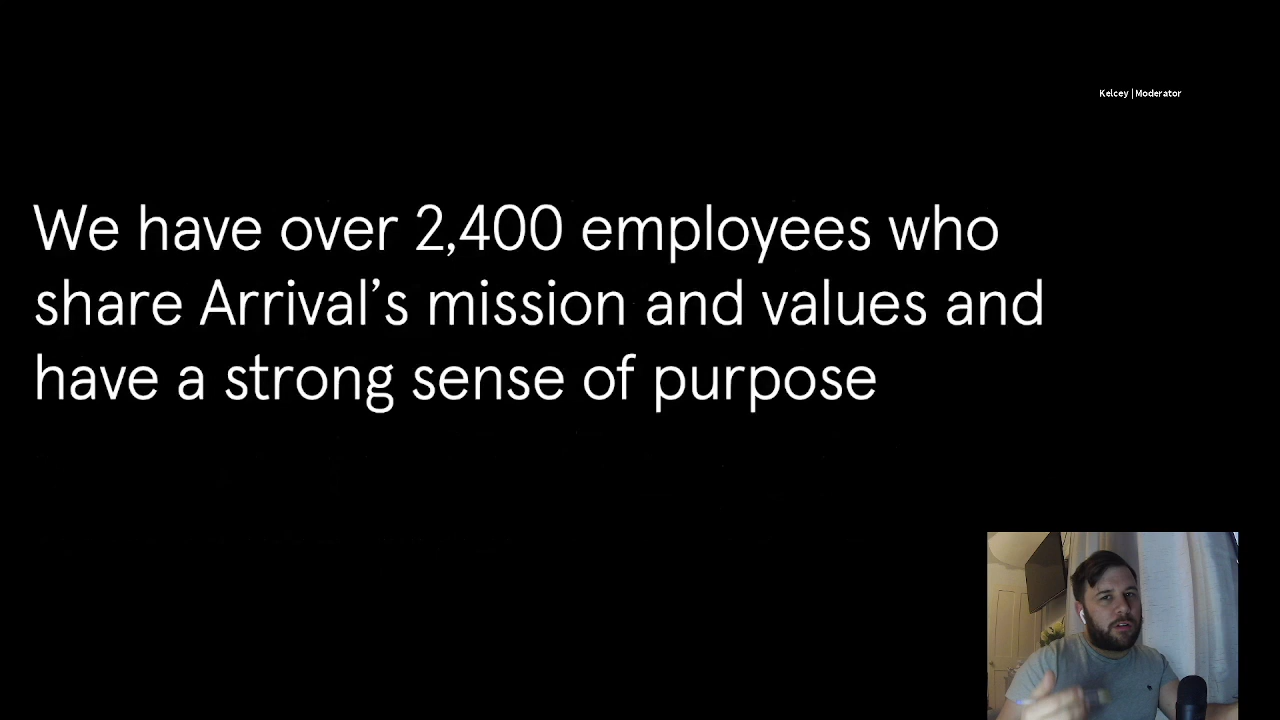 Kelcey | Moderator
We have over 2,400 employees who
share Arrival’s mission and values and
have a strong sense of purpose